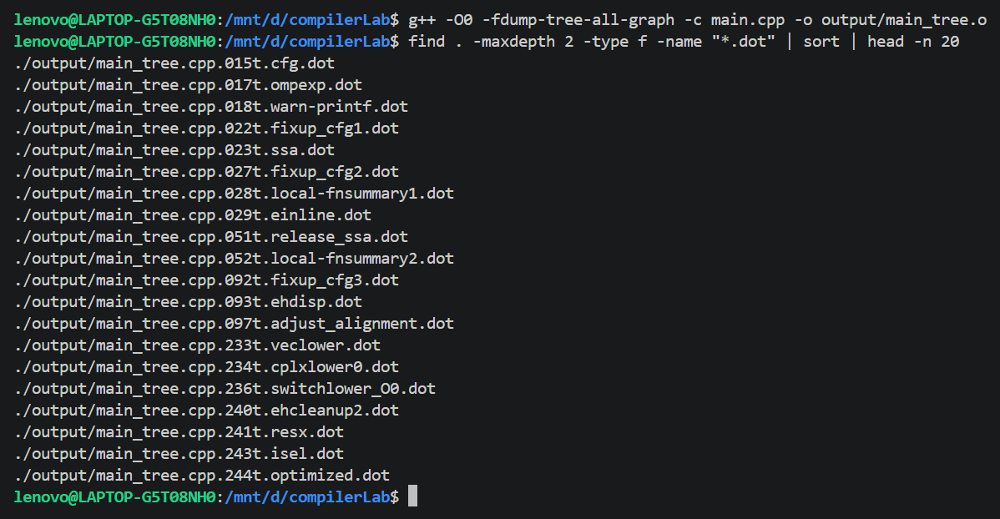 lenovo@LAPTOP-G5T08NH0:/mnt/d/compilerLab$ g++ -O0 -fdump-tree-all-graph -c main.cpp -o output/main_tree.o
lenovo@LAPTOP-G5T08NH0:/mnt/d/compilerLab$ find . -maxdepth 2 -type f -name "*.dot" | sort | head -n 20
./output/main_tree.cpp.015t.cfg.dot
./output/main_tree.cpp.017t.ompexp.dot
./output/main_tree.cpp.018t.warn-printf.dot
./output/main_tree.cpp.022t.fixup_cfg1.dot
./output/main_tree.cpp.023t.ssa.dot
./output/main_tree.cpp.027t.fixup_cfg2.dot
./output/main_tree.cpp.028t.local-fnsummary1.dot
./output/main_tree.cpp.029t.einline.dot
./output/main_tree.cpp.051t.release_ssa.dot
./output/main_tree.cpp.052t.local-fnsummary2.dot
./output/main_tree.cpp.092t.fixup_cfg3.dot
./output/main_tree.cpp.093t.ehdisp.dot
./output/main_tree.cpp.097t.adjust_alignment.dot
./output/main_tree.cpp.233t.veclower.dot
./output/main_tree.cpp.234t.cplxlower0.dot
./output/main_tree.cpp.236t.switchlower_O0.dot
./output/main_tree.cpp.240t.ehcleanup2.dot
./output/main_tree.cpp.241t.resx.dot
./output/main_tree.cpp.243t.isel.dot
./output/main_tree.cpp.244t.optimized.dot
lenovo@LAPTOP-G5T08NH0:/mnt/d/compilerLab$